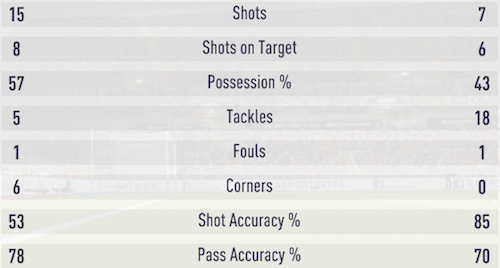 15 Shots 7
8 Shots on Target 6
57 Possession % 43
5 Tackles 18
1 Fouls 1
6 Corners 0
53 Shot Accuracy % 85
78 Pass Accuracy % 70